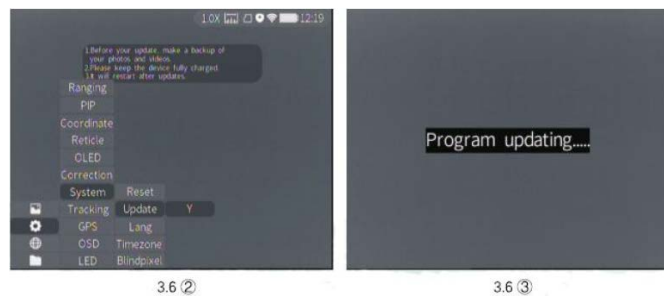 1.0X 12:19
1.Before your update, make a backup of
your photos and videos.
2.Please keep the device fully charged.
3.It will restart after updates.
Ranging
PIP
Coordinate
Reticle
OLED
Correction
System Reset
Tracking Update Y
GPS Lang
OSD Timezone
LED Blindpixel
3.6 ②
Program updating.....
3.6 ③